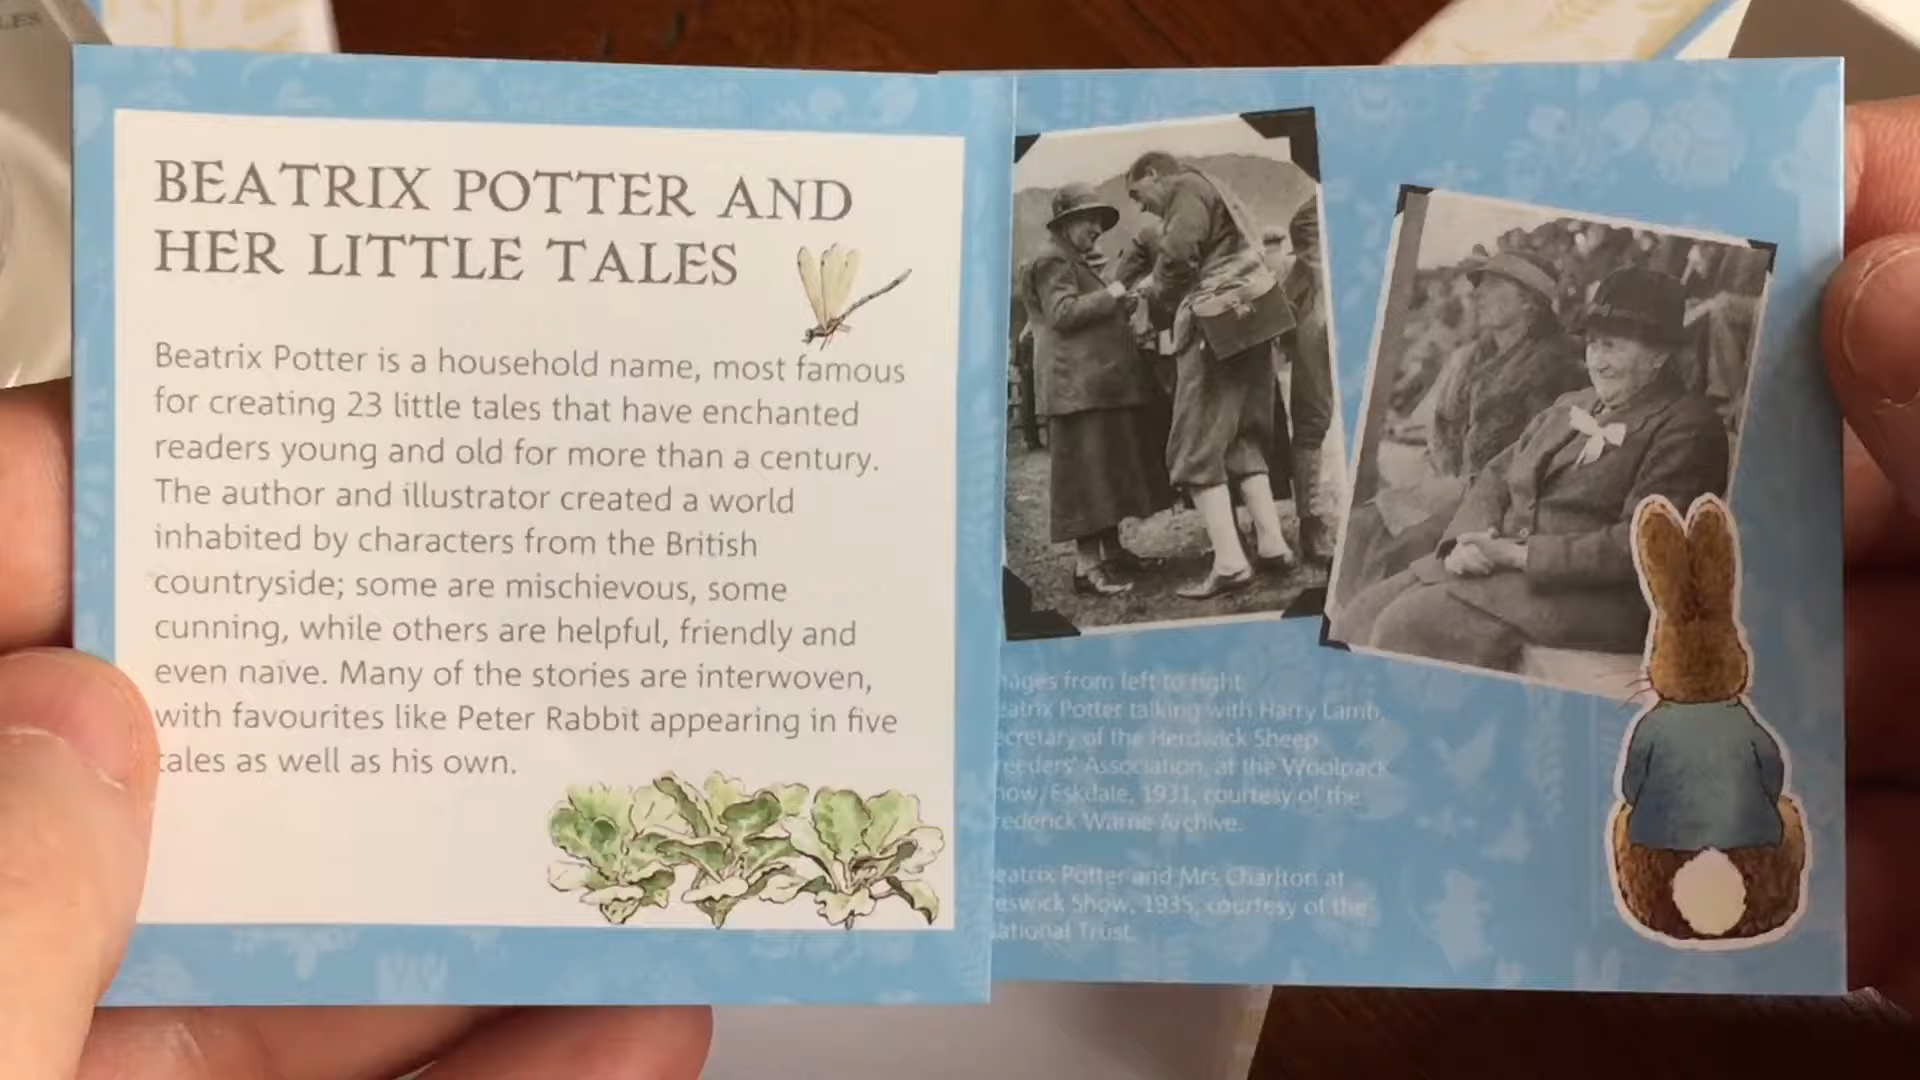 LES
BEATRIX POTTER AND
HER LITTLE TALES
Beatrix Potter is a household name, most famous
for creating 23 little tales that have enchanted
readers young and old for more than a century.
The author and illustrator created a world
inhabited by characters from the British
countryside; some are mischievous, some
cunning, while others are helpful, friendly and
even naïve. Many of the stories are interwoven,
with favourites like Peter Rabbit appearing in five
tales as well as his own.
from left to right:
Potter talking with Harry Lamb,
of the Herdwick Sheep
Association, at the Woolpack
Eskdale, 1931, courtesy of the
Warne Archive.
Potter and Mrs Charlton at
Show, 1935, courtesy of the
Trust.